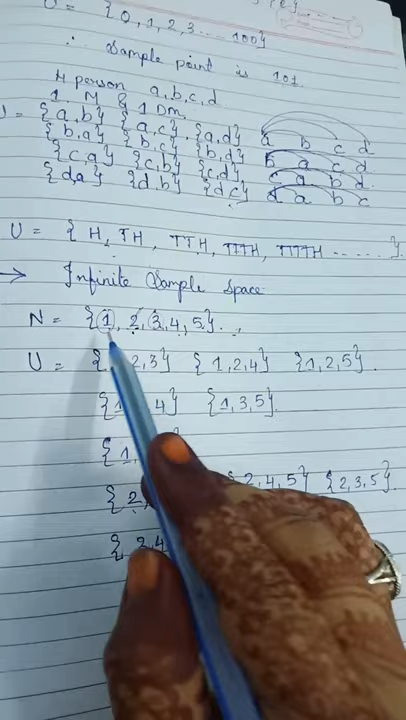 U = {0, 1, 2, 3 .... 100}
∴ Sample point is 101
4 person a, b, c, d
1 M & 1 DM.
U = {a, b} {a, c}, {a, d} a b c d
{b, a} {b, c} {b, d} b a c d
{c, a} {c, b} {c, d} c a b d
{d, a} {d, b} {d c} d a b c
U = { H, TH, TTH, TTTH, TTTTH ..... }
→ Infinite Sample Space
N = {1, 2, 3, 4, 5}
U = { 2, 3} {1, 2, 4} {1, 2, 5}
{1 4} {1, 3, 5}
{1,
{2, {2, 4, 5} {2, 3, 5}
{3, 4